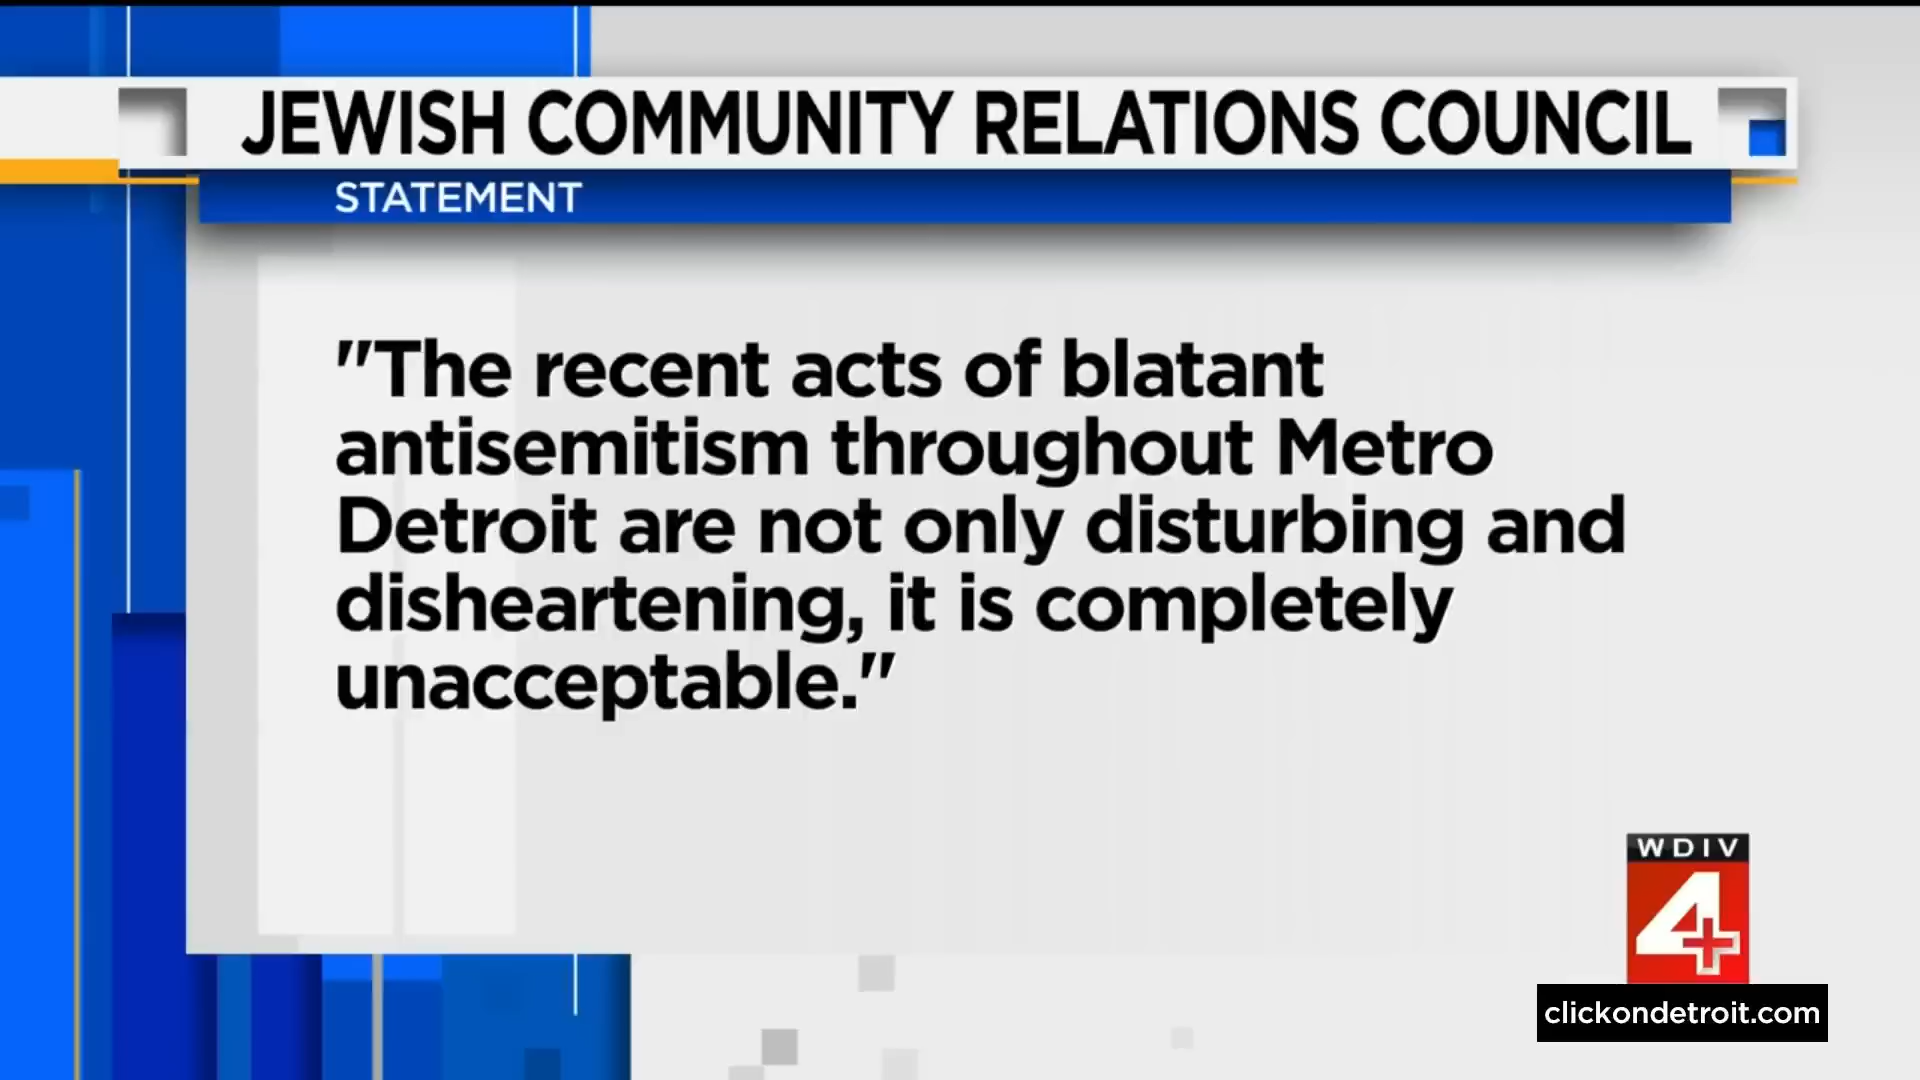 JEWISH COMMUNITY RELATIONS COUNCIL
STATEMENT
"The recent acts of blatant
antisemitism throughout Metro
Detroit are not only disturbing and
disheartening, it is completely
unacceptable."
WDIV
4+
clickondetroit.com